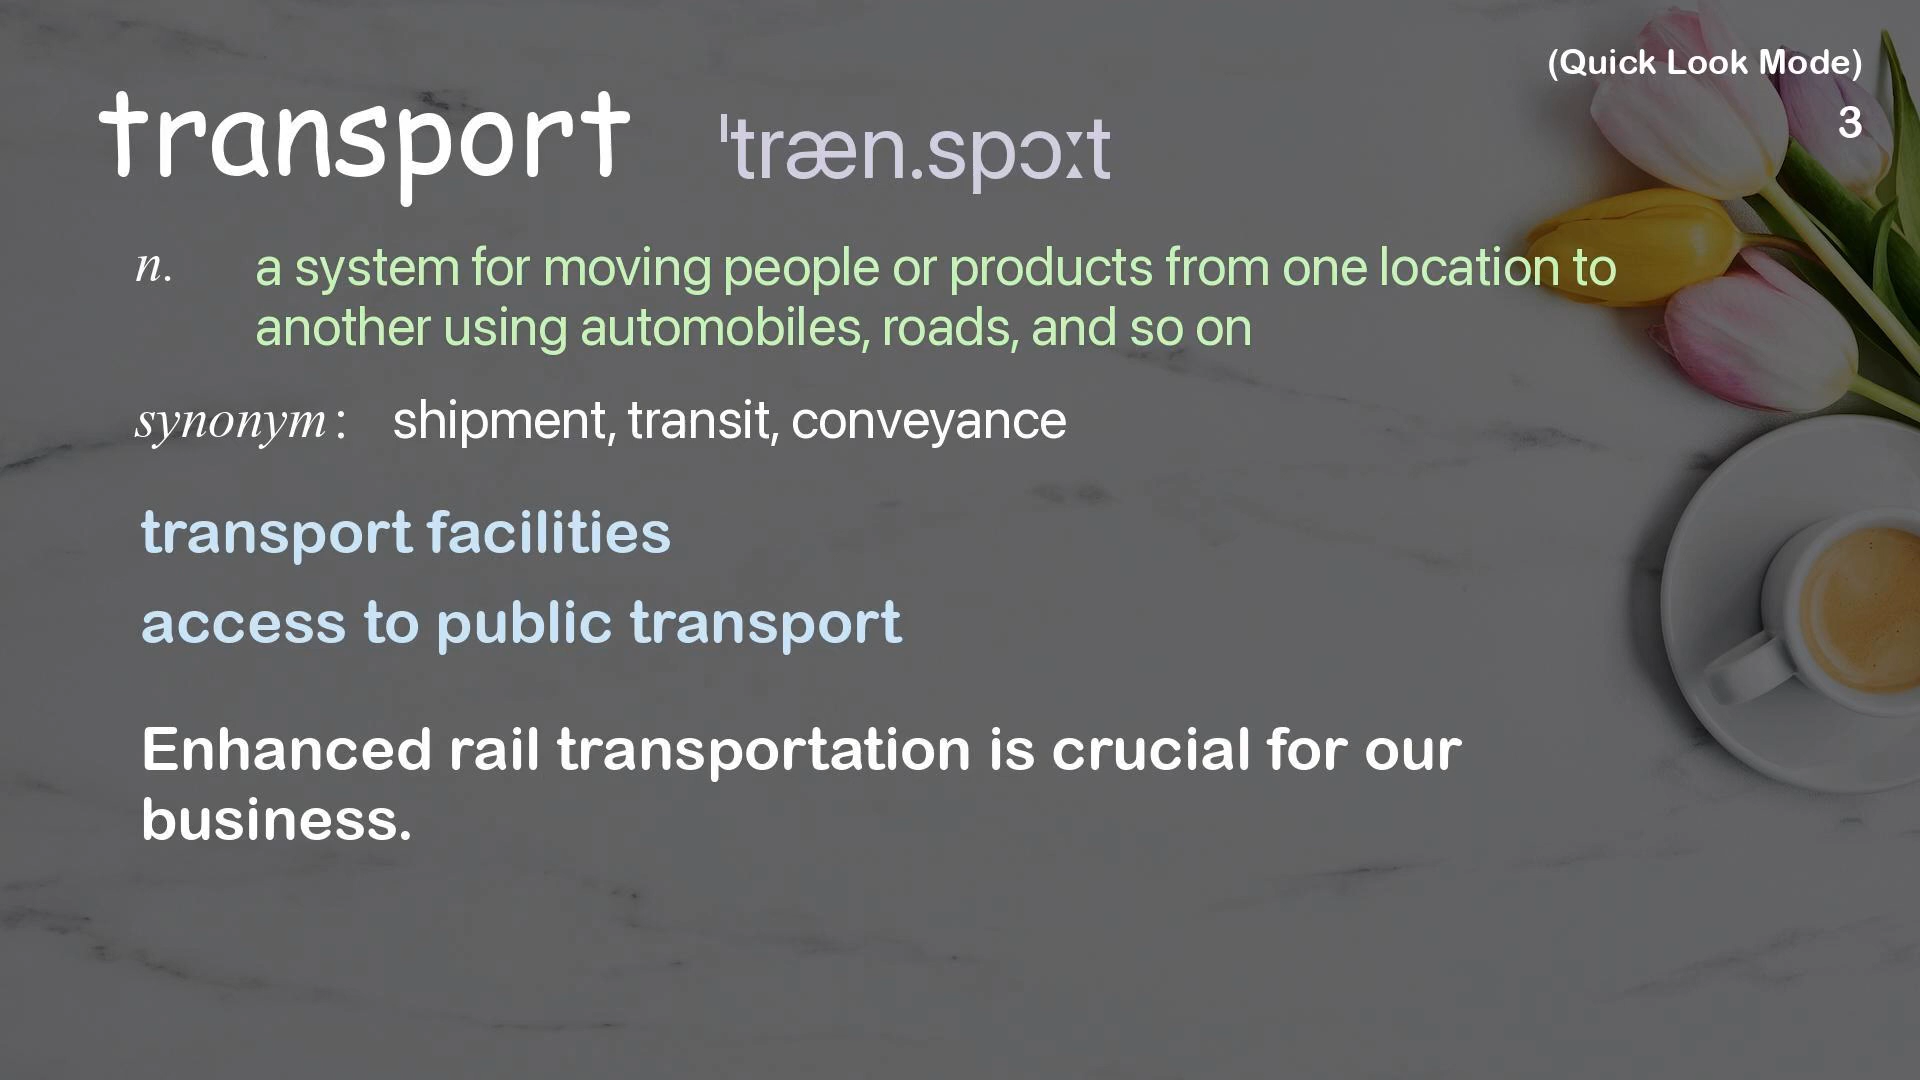 (Quick Look Mode)
3
transport ˈtræn.spɔːt
n. a system for moving people or products from one location to
another using automobiles, roads, and so on
synonym: shipment, transit, conveyance
transport facilities
access to public transport
Enhanced rail transportation is crucial for our
business.